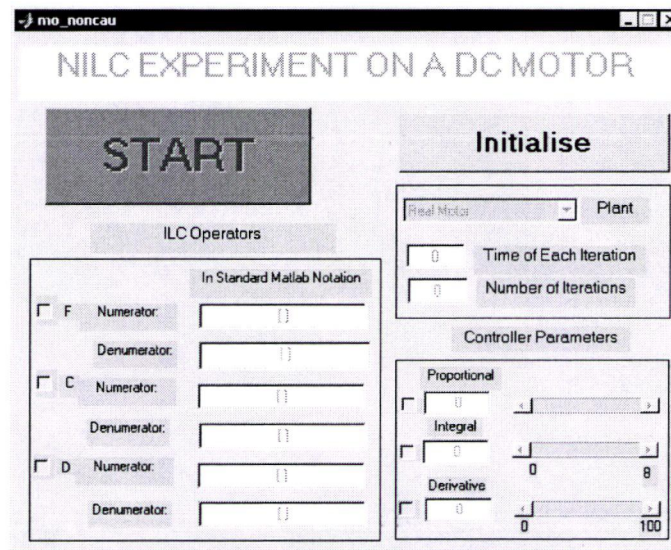 mo_noncau
NILC EXPERIMENT ON A DC MOTOR
START
ILC Operators
In Standard Matlab Notation
F Numerator: [ ]
Denumerator: [ ]
C Numerator: [ ]
Denumerator: [ ]
D Numerator: [ ]
Denumerator: [ ]
Initialise
Real Motor Plant
0 Time of Each Iteration
0 Number of Iterations
Controller Parameters
Proportional
0
Integral
0
0 8
Derivative
0
0 100